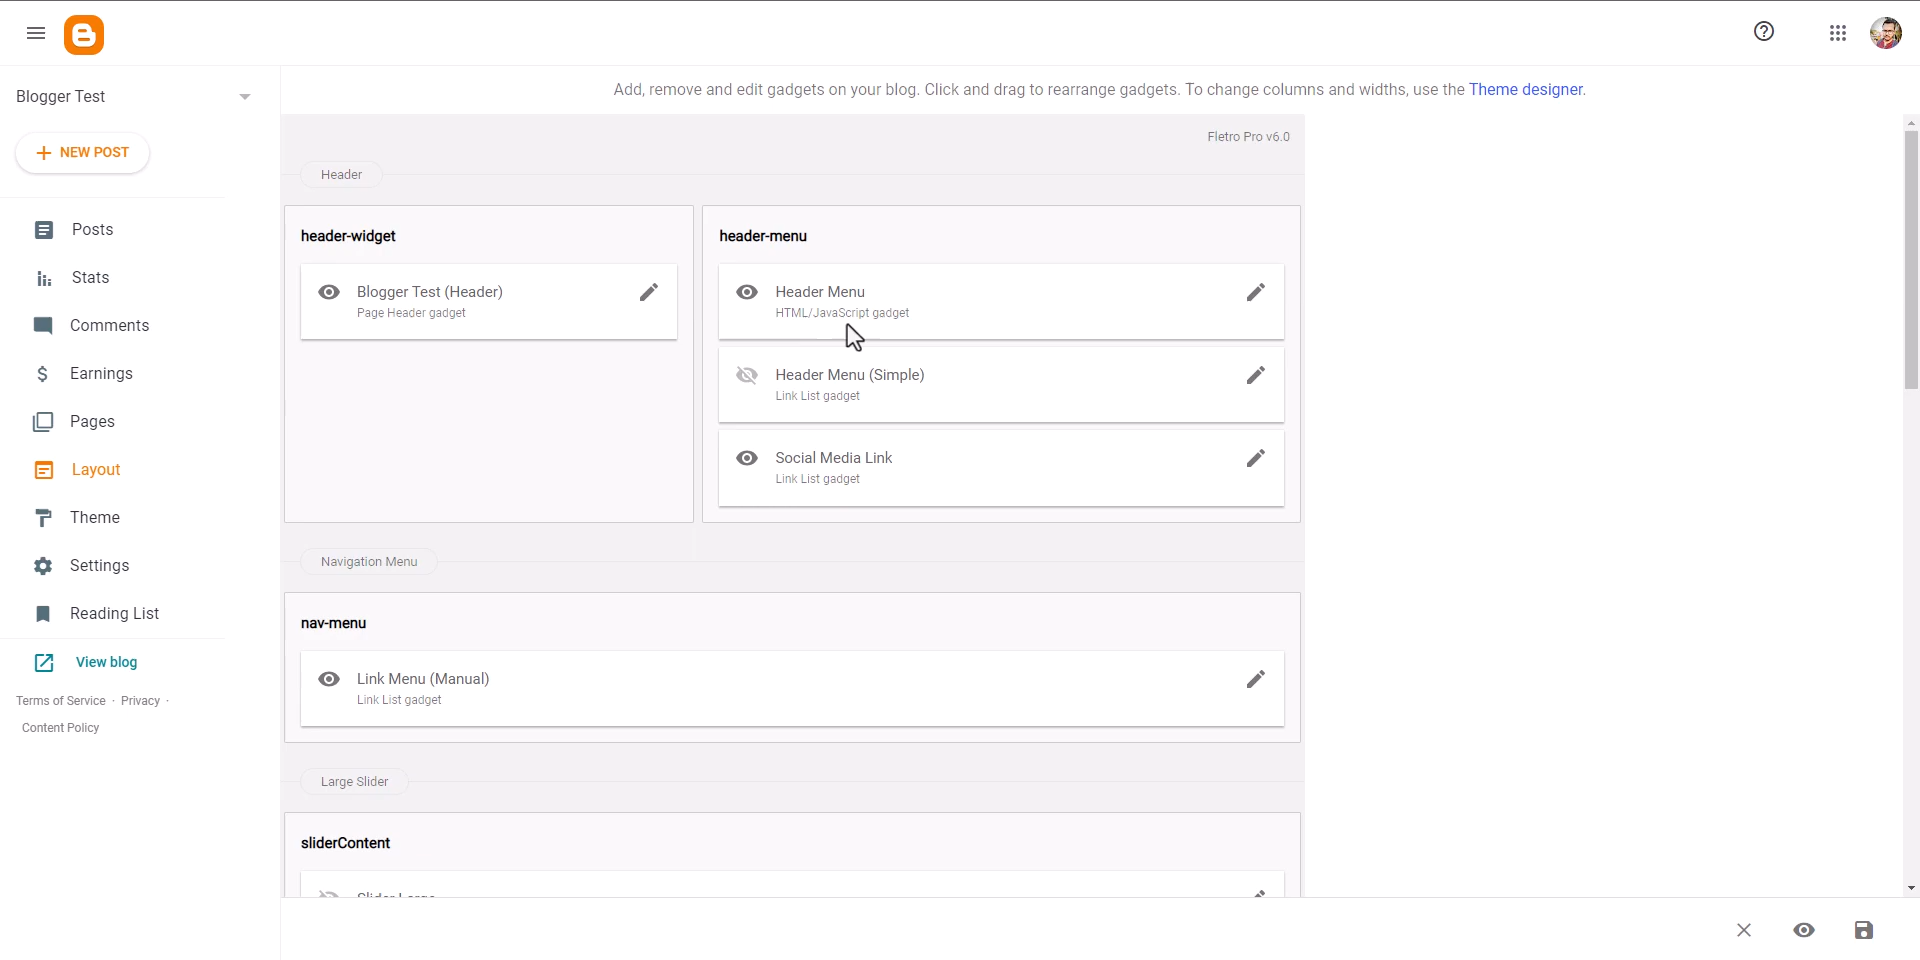 Blogger Test
Add, remove and edit gadgets on your blog. Click and drag to rearrange gadgets. To change columns and widths, use the Theme designer.
NEW POST
Posts
Stats
Comments
Earnings
Pages
Layout
Theme
Settings
Reading List
View blog
Terms of Service · Privacy ·
Content Policy
Fletro Pro v6.0
Header
header-widget
Blogger Test (Header)
Page Header gadget
header-menu
Header Menu
HTML/JavaScript gadget
Header Menu (Simple)
Link List gadget
Social Media Link
Link List gadget
Navigation Menu
nav-menu
Link Menu (Manual)
Link List gadget
Large Slider
sliderContent
Slider Large